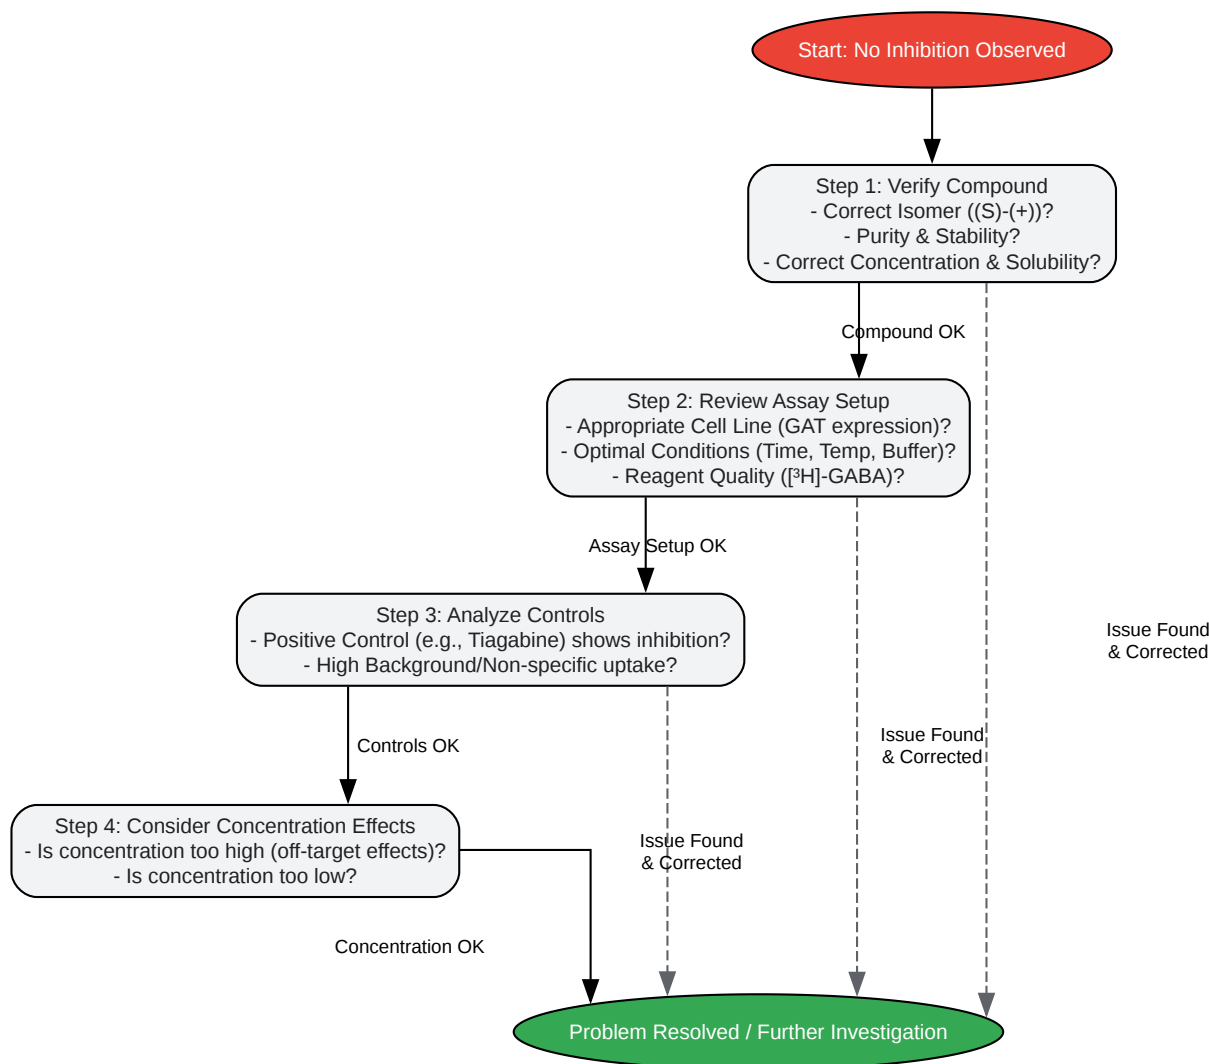 Start: No Inhibition Observed
Step 1: Verify Compound
- Correct Isomer ((S)-(+))?
- Purity & Stability?
- Correct Concentration & Solubility?
Compound OK
Step 2: Review Assay Setup
- Appropriate Cell Line (GAT expression)?
- Optimal Conditions (Time, Temp, Buffer)?
- Reagent Quality ([³H]-GABA)?
Assay Setup OK
Step 3: Analyze Controls
- Positive Control (e.g., Tiagabine) shows inhibition?
- High Background/Non-specific uptake?
Issue Found
& Corrected
Controls OK
Issue Found
& Corrected
Step 4: Consider Concentration Effects
- Is concentration too high (off-target effects)?
- Is concentration too low?
Issue Found
& Corrected
Concentration OK
Problem Resolved / Further Investigation